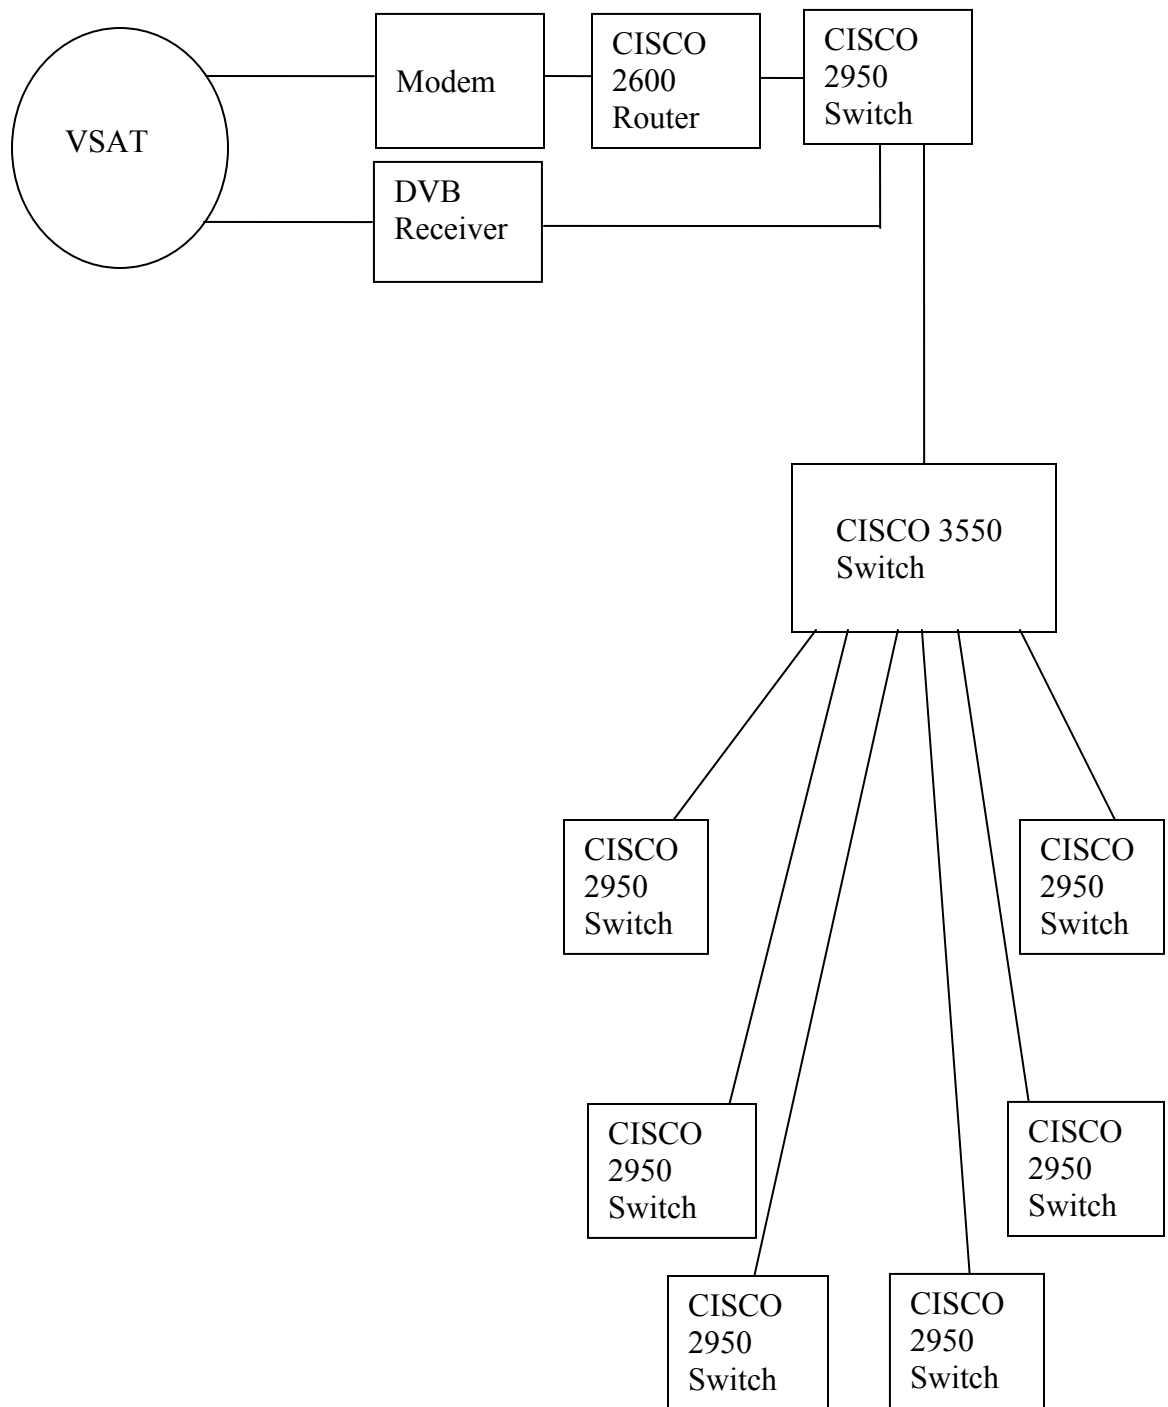 VSAT
Modem
CISCO
2600
Router
CISCO
2950
Switch
DVB
Receiver
CISCO 3550
Switch
CISCO
2950
Switch
CISCO
2950
Switch
CISCO
2950
Switch
CISCO
2950
Switch
CISCO
2950
Switch
CISCO
2950
Switch